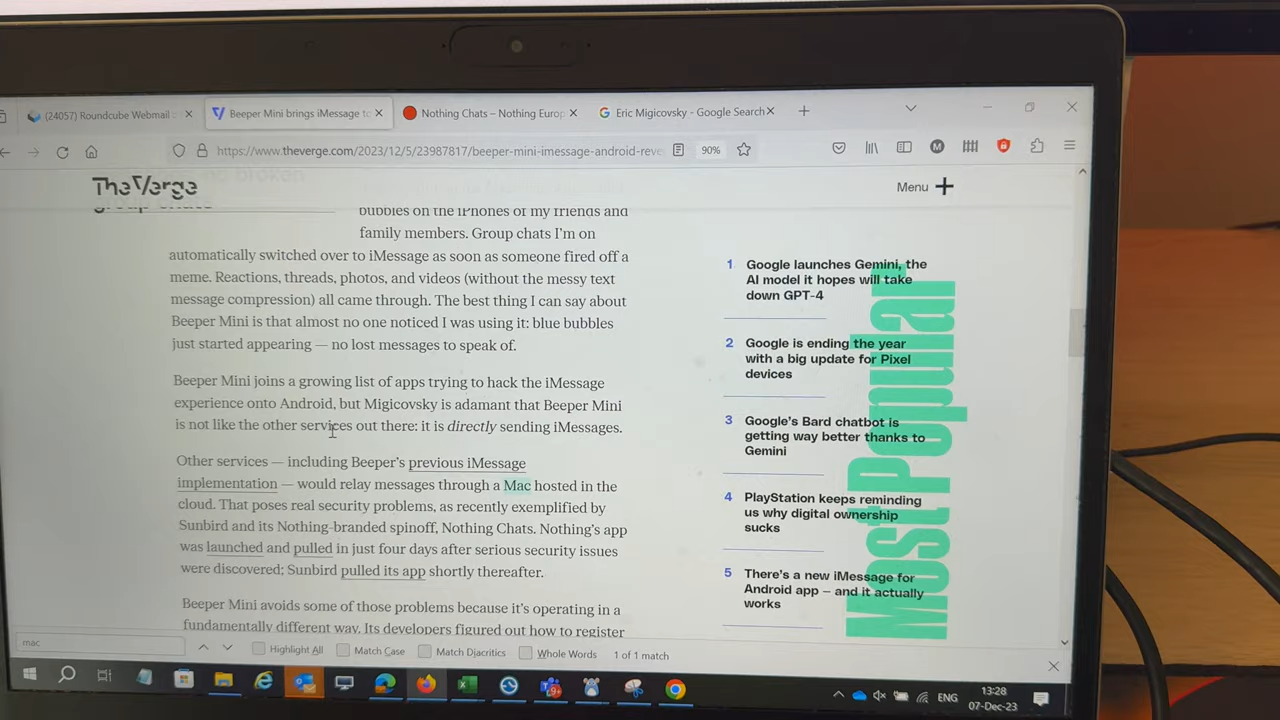 (24057) Roundcube Webmail
Beeper Mini brings iMessage to
Nothing Chats – Nothing Europ
Eric Migicovsky - Google Search
https://www.theverge.com/2023/12/5/23987817/beeper-mini-imessage-android-reve
90%
TheVerge
Menu
bubbles on the iPhones of my friends and
family members. Group chats I'm on
automatically switched over to iMessage as soon as someone fired off a
meme. Reactions, threads, photos, and videos (without the messy text
message compression) all came through. The best thing I can say about
Beeper Mini is that almost no one noticed I was using it: blue bubbles
just started appearing — no lost messages to speak of.
Beeper Mini joins a growing list of apps trying to hack the iMessage
experience onto Android, but Migicovsky is adamant that Beeper Mini
is not like the other services out there: it is directly sending iMessages.
Other services — including Beeper's previous iMessage
implementation — would relay messages through a Mac hosted in the
cloud. That poses real security problems, as recently exemplified by
Sunbird and its Nothing-branded spinoff, Nothing Chats. Nothing's app
was launched and pulled in just four days after serious security issues
were discovered; Sunbird pulled its app shortly thereafter.
Beeper Mini avoids some of those problems because it's operating in a
fundamentally different way. Its developers figured out how to register
Most Popular
1 Google launches Gemini, the
AI model it hopes will take
down GPT-4
2 Google is ending the year
with a big update for Pixel
devices
3 Google's Bard chatbot is
getting way better thanks to
Gemini
4 PlayStation keeps reminding
us why digital ownership
sucks
5 There's a new iMessage for
Android app – and it actually
works
mac
Highlight All
Match Case
Match Diacritics
Whole Words
1 of 1 match
ENG
13:28
07-Dec-23